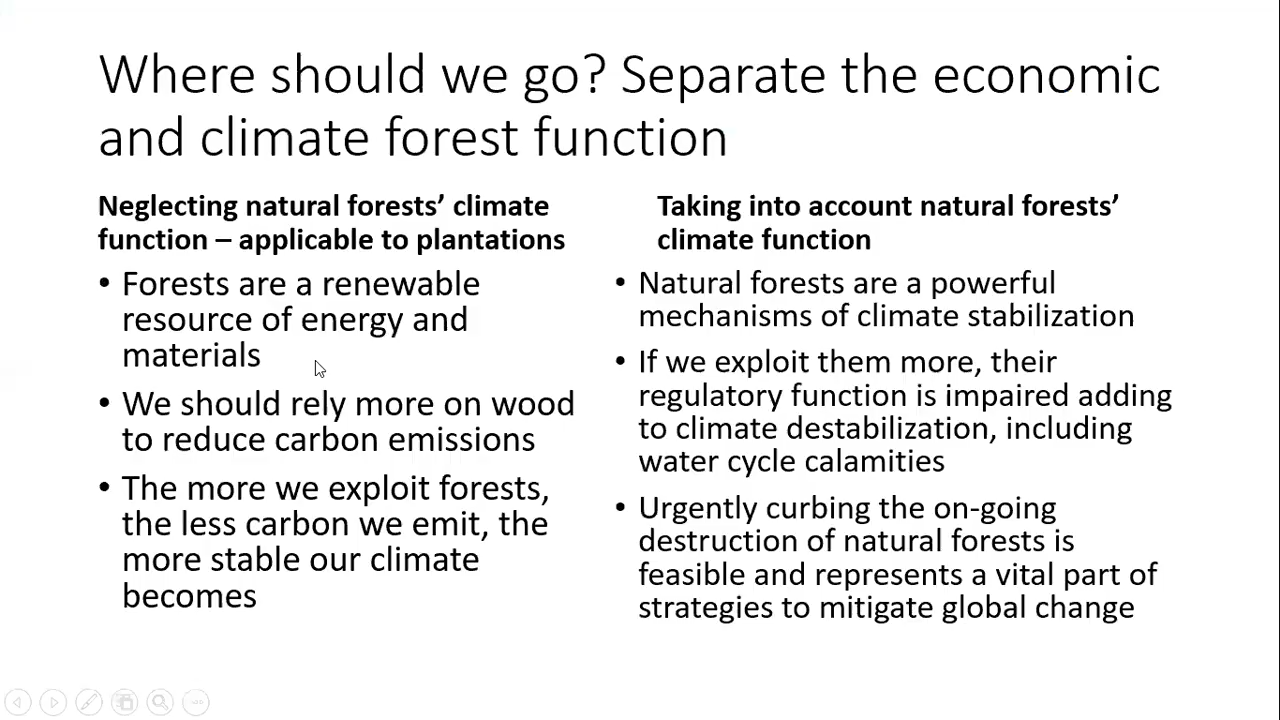 Where should we go? Separate the economic
and climate forest function
Neglecting natural forests’ climate
function – applicable to plantations
• Forests are a renewable
resource of energy and
materials
• We should rely more on wood
to reduce carbon emissions
• The more we exploit forests,
the less carbon we emit, the
more stable our climate
becomes
Taking into account natural forests’
climate function
• Natural forests are a powerful
mechanisms of climate stabilization
• If we exploit them more, their
regulatory function is impaired adding
to climate destabilization, including
water cycle calamities
• Urgently curbing the on-going
destruction of natural forests is
feasible and represents a vital part of
strategies to mitigate global change